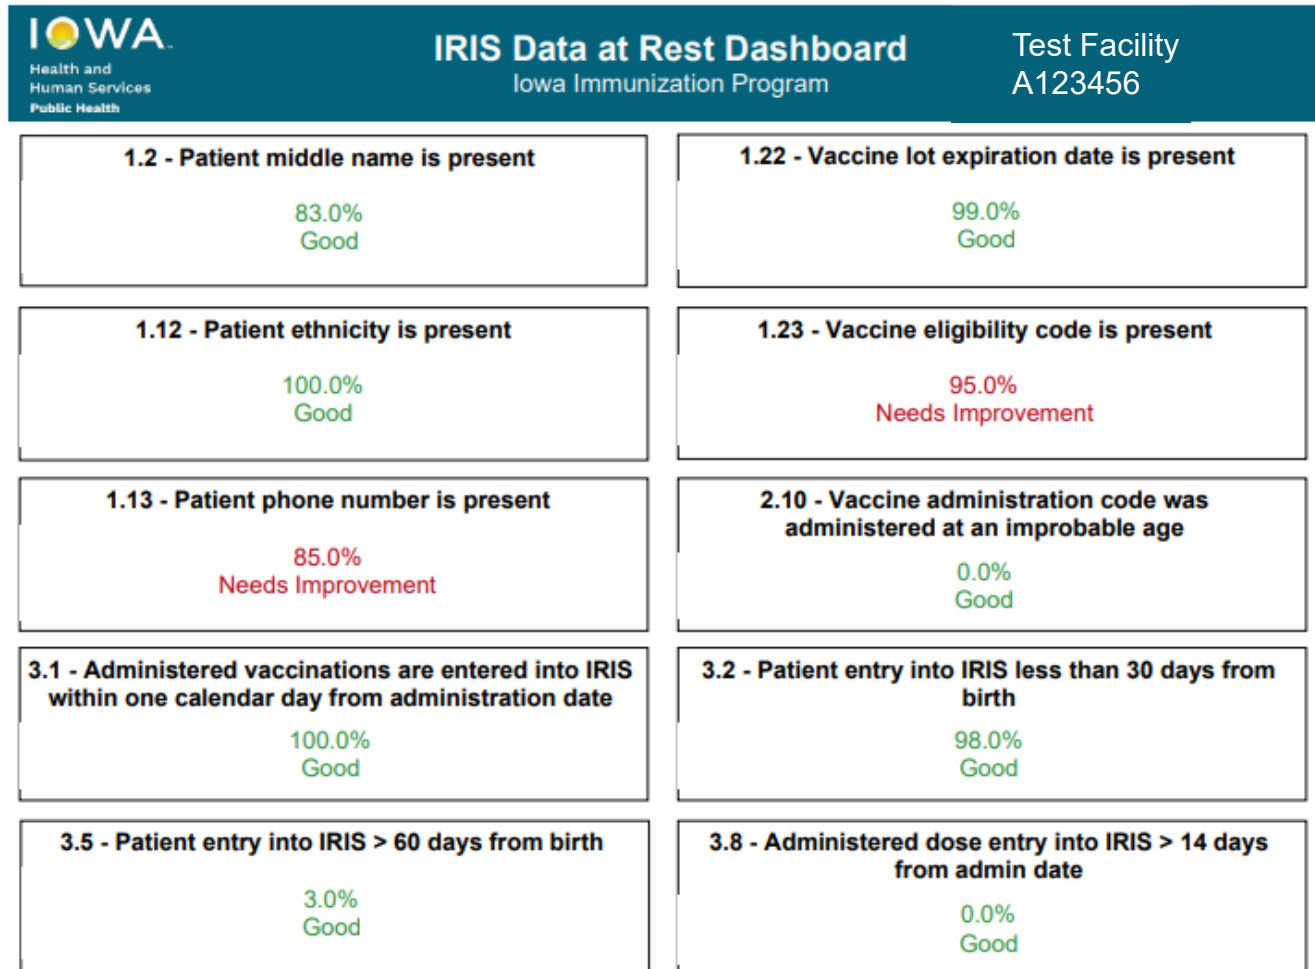 IOWA
Health and
Human Services
Public Health
IRIS Data at Rest Dashboard
Iowa Immunization Program
Test Facility
A123456
1.2 - Patient middle name is present
83.0%
Good
1.22 - Vaccine lot expiration date is present
99.0%
Good
1.12 - Patient ethnicity is present
100.0%
Good
1.23 - Vaccine eligibility code is present
95.0%
Needs Improvement
1.13 - Patient phone number is present
85.0%
Needs Improvement
2.10 - Vaccine administration code was
administered at an improbable age
0.0%
Good
3.1 - Administered vaccinations are entered into IRIS
within one calendar day from administration date
100.0%
Good
3.2 - Patient entry into IRIS less than 30 days from
birth
98.0%
Good
3.5 - Patient entry into IRIS > 60 days from birth
3.0%
Good
3.8 - Administered dose entry into IRIS > 14 days
from admin date
0.0%
Good